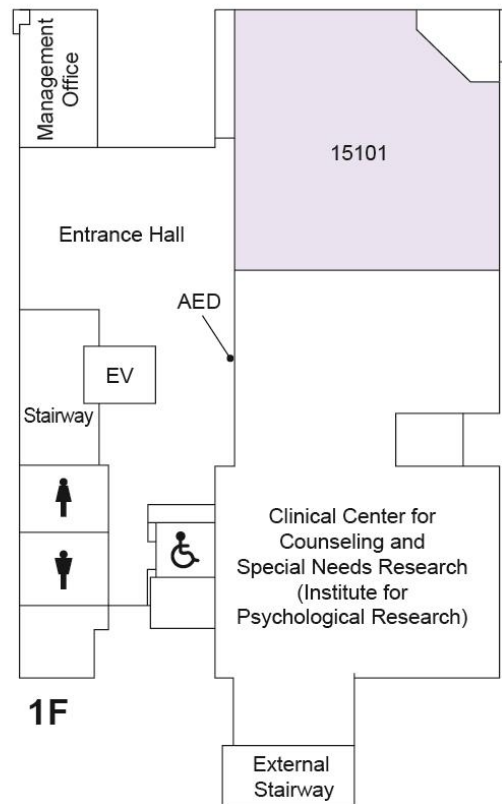 Management
Office
15101
Entrance Hall
AED
EV
Stairway
Clinical Center for
Counseling and
Special Needs Research
(Institute for
Psychological Research)
1F
External
Stairway